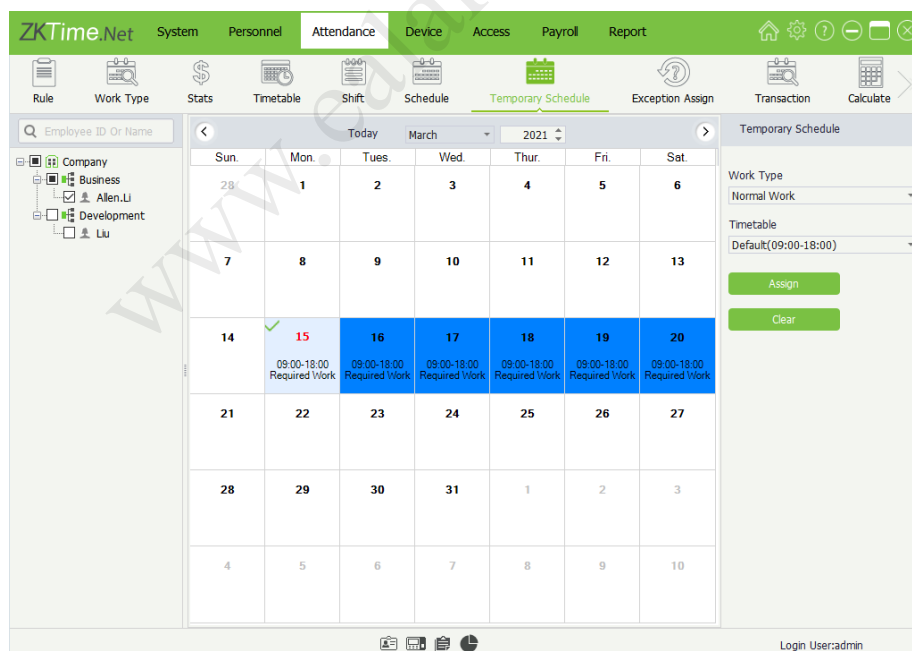 ZKTime.Net System Personnel Attendance Device Access Payroll Report
Rule Work Type Stats Timetable Shift Schedule Temporary Schedule Exception Assign Transaction Calculate
Employee ID Or Name
Company
Business
Allen.Li
Development
Liu
Today March 2021
Sun. Mon. Tues. Wed. Thur. Fri. Sat.
28 1 2 3 4 5 6
7 8 9 10 11 12 13
14 15 16 17 18 19 20
09:00-18:00 09:00-18:00 09:00-18:00 09:00-18:00 09:00-18:00 09:00-18:00
Required Work Required Work Required Work Required Work Required Work Required Work
21 22 23 24 25 26 27
28 29 30 31 1 2 3
4 5 6 7 8 9 10
Temporary Schedule
Work Type
Normal Work
Timetable
Default(09:00-18:00)
Assign
Clear
Login User:admin